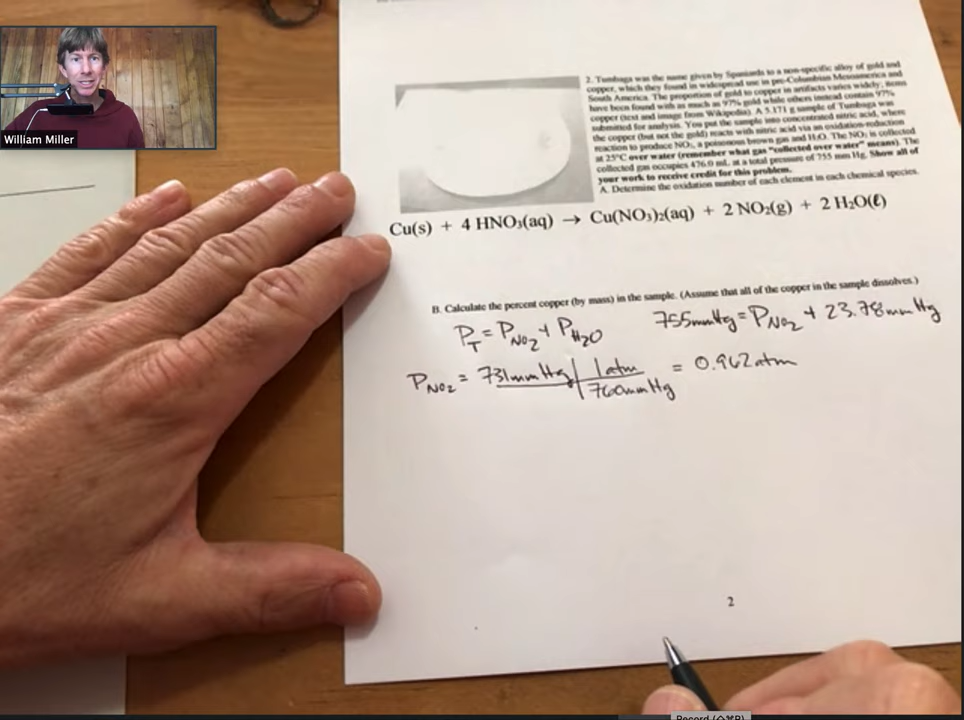 William Miller
2. Tumbaga was the name given by Spaniards to a non-specific alloy of gold and
copper, which they found in widespread use in pre-Columbian Mesoamerica and
South America. The proportion of gold to copper in artifacts varies widely; items
have been found with as much as 97% gold while others instead contain 97%
copper (text and image from Wikipedia). A 5.171 g sample of Tumbaga was
submitted for analysis. You put the sample into concentrated nitric acid, where
the copper (but not the gold) reacts with nitric acid via an oxidation-reduction
reaction to produce NO₂, a poisonous brown gas and H₂O. The NO₂ is collected
at 25°C over water (remember what gas "collected over water" means). The
collected gas occupies 476.0 mL at a total pressure of 755 mm Hg. Show all of
your work to receive credit for this problem.
A. Determine the oxidation number of each element in each chemical species.
Cu(s) + 4 HNO₃(aq) → Cu(NO₃)₂(aq) + 2 NO₂(g) + 2 H₂O(ℓ)
B. Calculate the percent copper (by mass) in the sample. (Assume that all of the copper in the sample dissolves.)
P_T = P_NO₂ + P_H₂O 755mmHg = P_NO₂ + 23.78mmHg
P_NO₂ = 731mmHg | 1atm / 760mmHg = 0.962atm
2
Record (⇧⌘R)